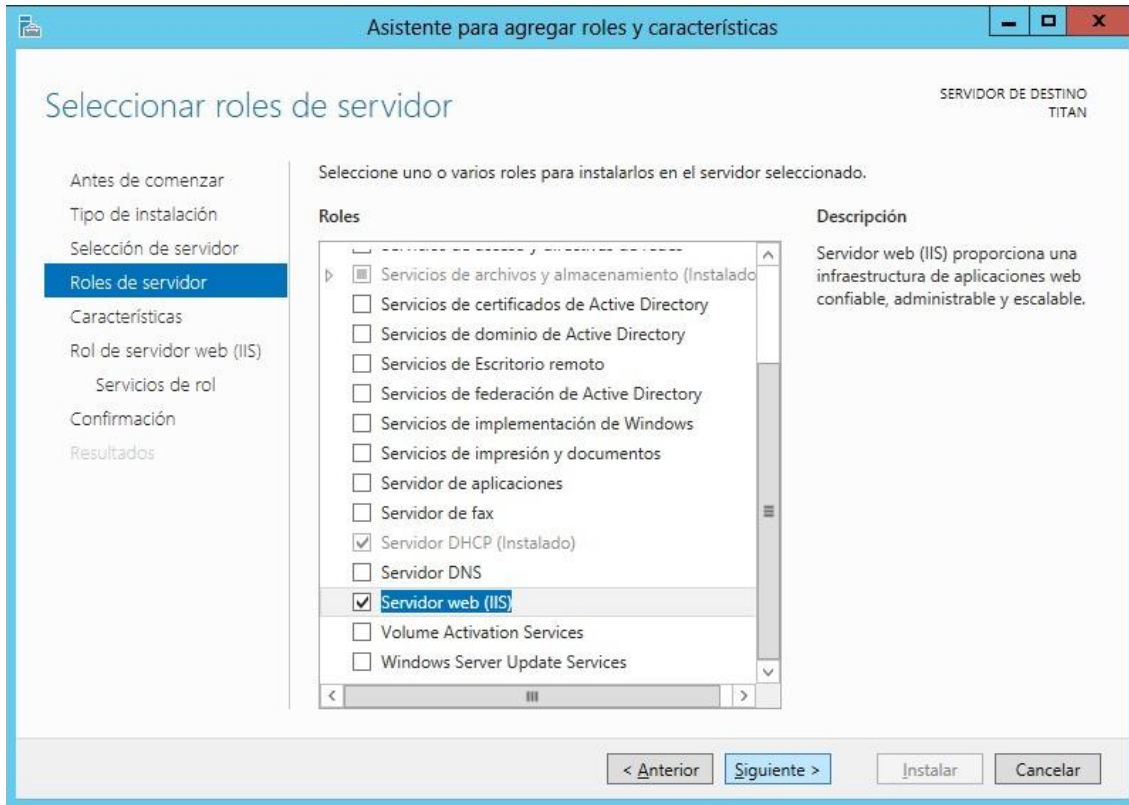 Asistente para agregar roles y características
Seleccionar roles de servidor
SERVIDOR DE DESTINO
TITAN
Antes de comenzar
Tipo de instalación
Selección de servidor
Roles de servidor
Características
Rol de servidor web (IIS)
Servicios de rol
Confirmación
Resultados
Seleccione uno o varios roles para instalarlos en el servidor seleccionado.
Roles
Servicios de archivos y almacenamiento (Instalado
Servicios de certificados de Active Directory
Servicios de dominio de Active Directory
Servicios de Escritorio remoto
Servicios de federación de Active Directory
Servicios de implementación de Windows
Servicios de impresión y documentos
Servidor de aplicaciones
Servidor de fax
Servidor DHCP (Instalado)
Servidor DNS
Servidor web (IIS)
Volume Activation Services
Windows Server Update Services
Descripción
Servidor web (IIS) proporciona una
infraestructura de aplicaciones web
confiable, administrable y escalable.
< Anterior
Siguiente >
Instalar
Cancelar